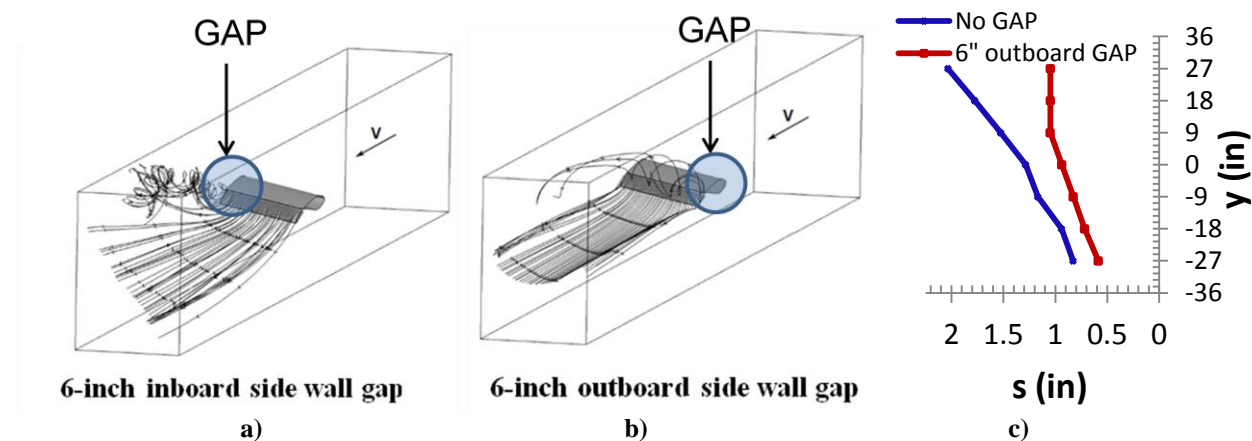 GAP
V
6-inch inboard side wall gap
a)
GAP
V
6-inch outboard side wall gap
b)
No GAP
6" outboard GAP
36
27
18
9
0
-9
-18
-27
-36
y (in)
2 1.5 1 0.5 0
s (in)
c)